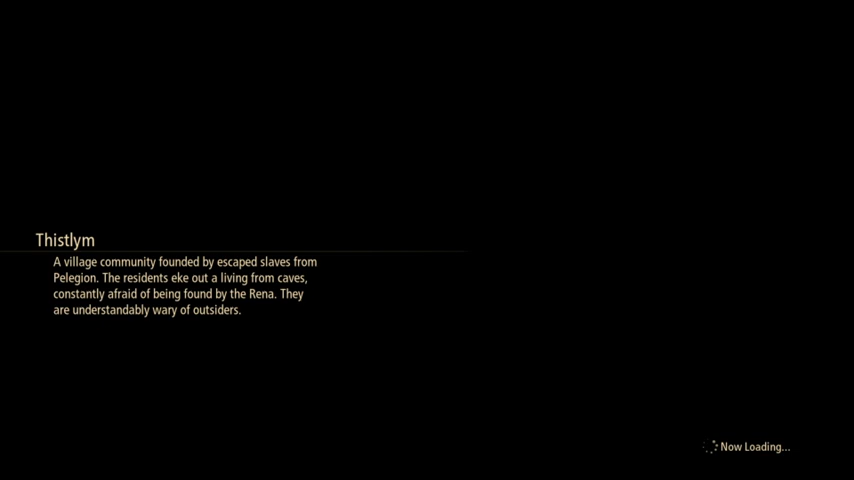 Thistlym
A village community founded by escaped slaves from
Pelegion. The residents eke out a living from caves,
constantly afraid of being found by the Rena. They
are understandably wary of outsiders.
Now Loading...